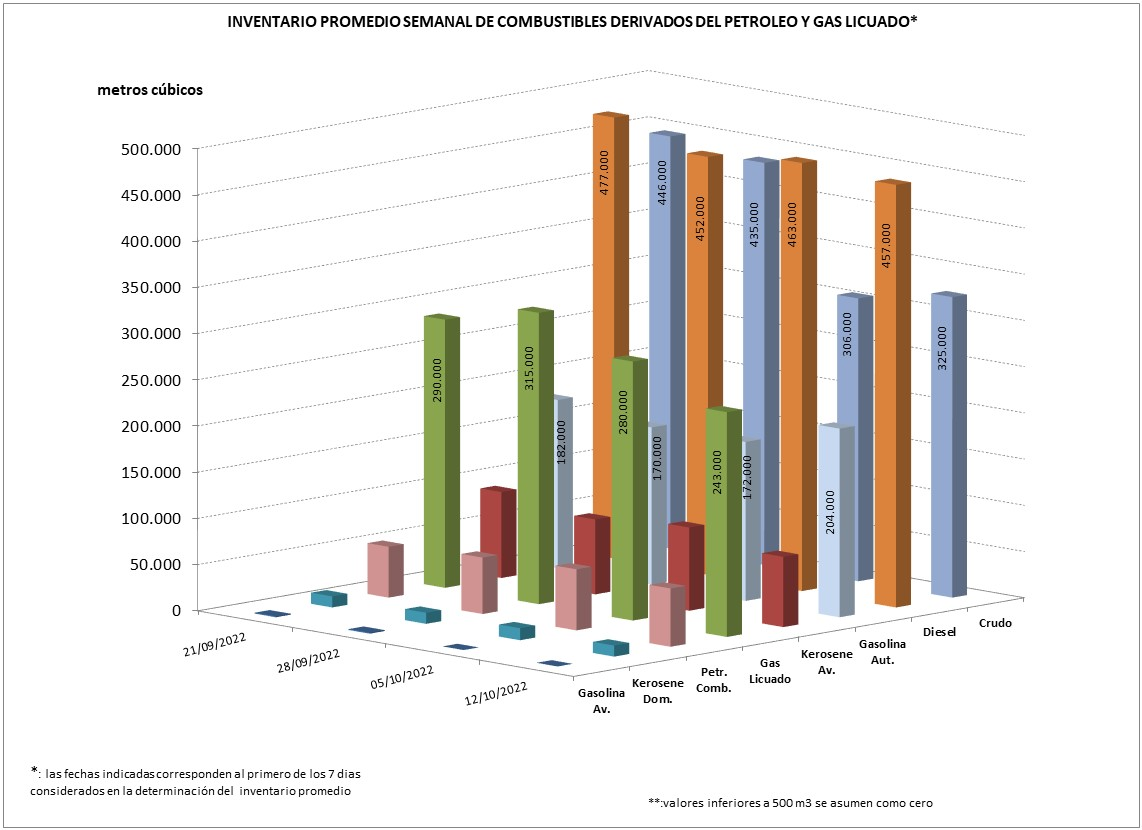 INVENTARIO PROMEDIO SEMANAL DE COMBUSTIBLES DERIVADOS DEL PETROLEO Y GAS LICUADO*
metros cúbicos
500.000
450.000
400.000
350.000
300.000
250.000
200.000
150.000
100.000
50.000
0
477.000
446.000
452.000
435.000
463.000
457.000
306.000
325.000
290.000
315.000
182.000
280.000
170.000
243.000
172.000
204.000
21/09/2022
28/09/2022
05/10/2022
12/10/2022
Gasolina
Av.
Kerosene
Dom.
Petr.
Comb.
Gas
Licuado
Kerosene
Av.
Gasolina
Aut.
Diesel
Crudo
*: las fechas indicadas corresponden al primero de los 7 dias
considerados en la determinación del inventario promedio
**:valores inferiores a 500 m3 se asumen como cero